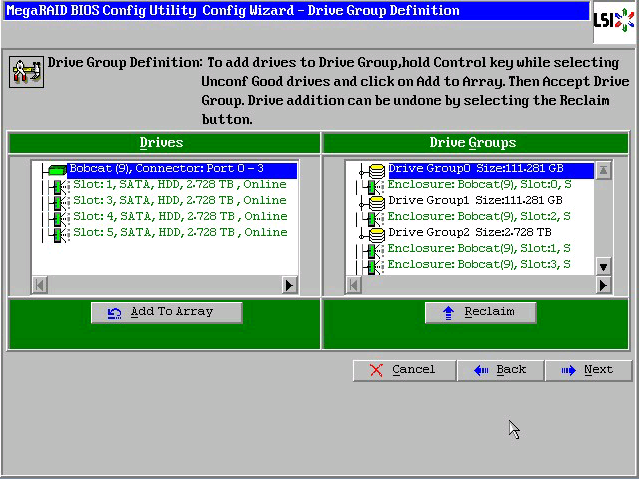 MegaRAID BIOS Config Utility Config Wizard - Drive Group Definition
LSI
Drive Group Definition: To add drives to Drive Group,hold Control key while selecting
Unconf Good drives and click on Add to Array. Then Accept Drive
Group. Drive addition can be undone by selecting the Reclaim
button.
Drives
Bobcat (9), Connector: Port 0 - 3
Slot: 1, SATA, HDD, 2.728 TB , Online
Slot: 3, SATA, HDD, 2.728 TB , Online
Slot: 4, SATA, HDD, 2.728 TB , Online
Slot: 5, SATA, HDD, 2.728 TB , Online
Add To Array
Drive Groups
Drive Group0 Size:111.281 GB
Enclosure: Bobcat(9), Slot:0, S
Drive Group1 Size:111.281 GB
Enclosure: Bobcat(9), Slot:2, S
Drive Group2 Size:2.728 TB
Enclosure: Bobcat(9), Slot:1, S
Enclosure: Bobcat(9), Slot:3, S
Reclaim
Cancel
Back
Next